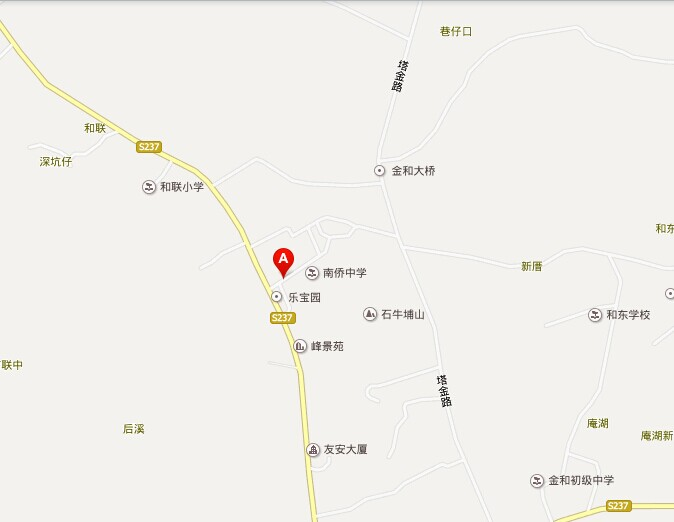 巷仔口
塔金路
和联
S237
深坑仔
金和大桥
和联小学
和东
新厝
A
南侨中学
乐宝园
S237
石牛埔山
和东学校
峰景苑
联中
塔金路
庵湖
后溪
庵湖新
友安大厦
金和初级中学
S237